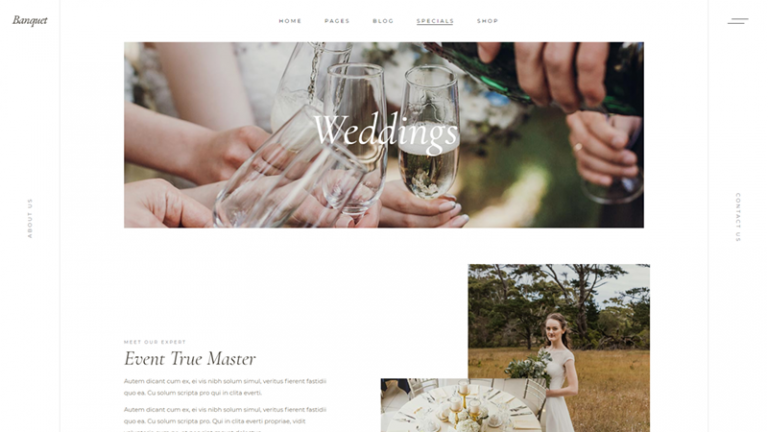 Banquet
HOME PAGES BLOG SPECIALS SHOP
Weddings
ABOUT US
CONTACT US
MEET OUR EXPERT
Event True Master
Autem dicant cum ex, ei vis nibh solum simul, veritus fierent fastidii
quo ea. Cu solum scripta pro qui in clita everti.
Autem dicant cum ex, ei vis nibh solum simul, veritus fierent fastidii
quo ea. Cu solum scripta pro. Qui in clita everti propriae, vidit